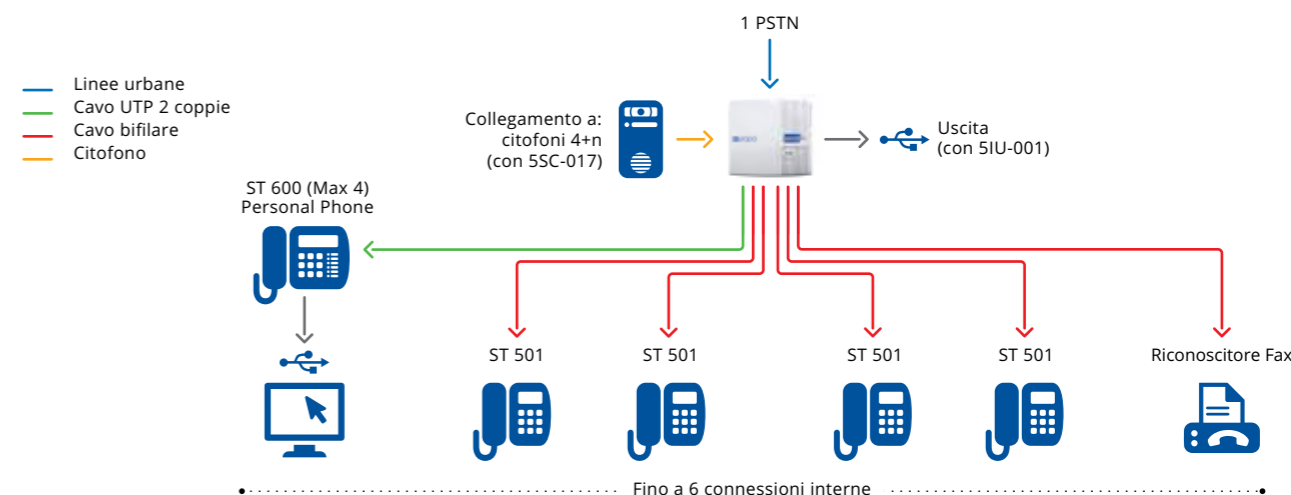 1 PSTN
Linee urbane
Cavo UTP 2 coppie
Cavo bifilare
Citofono
Collegamento a:
citofoni 4+n
(con 5SC-017)
Uscita
(con 5IU-001)
ST 600 (Max 4)
Personal Phone
ST 501
ST 501
ST 501
ST 501
Riconoscitore Fax
Fino a 6 connessioni interne